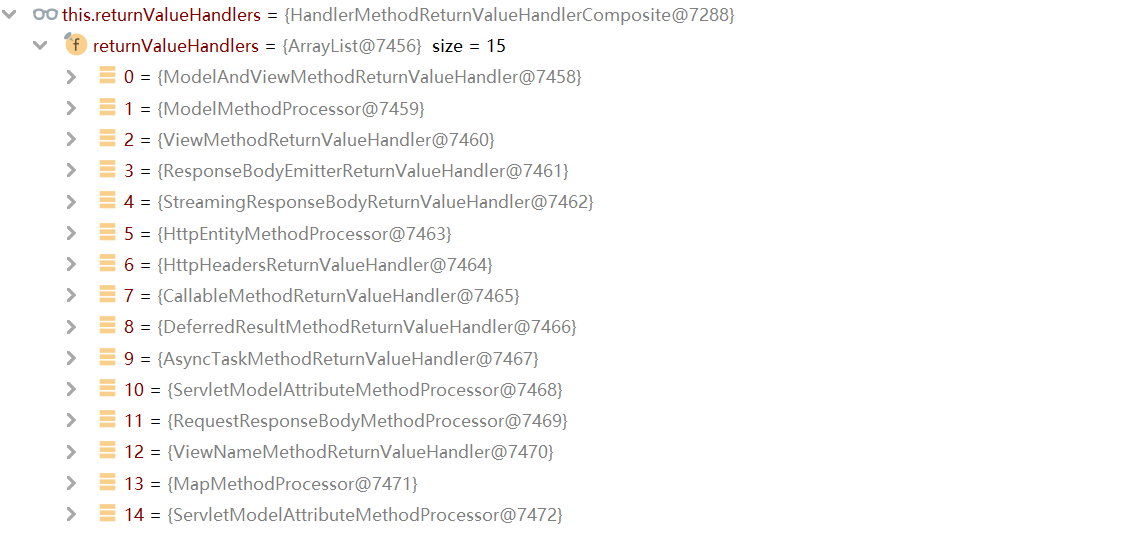 this.returnValueHandlers = {HandlerMethodReturnValueHandlerComposite@7288}
f returnValueHandlers = {ArrayList@7456} size = 15
0 = {ModelAndViewMethodReturnValueHandler@7458}
1 = {ModelMethodProcessor@7459}
2 = {ViewMethodReturnValueHandler@7460}
3 = {ResponseBodyEmitterReturnValueHandler@7461}
4 = {StreamingResponseBodyReturnValueHandler@7462}
5 = {HttpEntityMethodProcessor@7463}
6 = {HttpHeadersReturnValueHandler@7464}
7 = {CallableMethodReturnValueHandler@7465}
8 = {DeferredResultMethodReturnValueHandler@7466}
9 = {AsyncTaskMethodReturnValueHandler@7467}
10 = {ServletModelAttributeMethodProcessor@7468}
11 = {RequestResponseBodyMethodProcessor@7469}
12 = {ViewNameMethodReturnValueHandler@7470}
13 = {MapMethodProcessor@7471}
14 = {ServletModelAttributeMethodProcessor@7472}